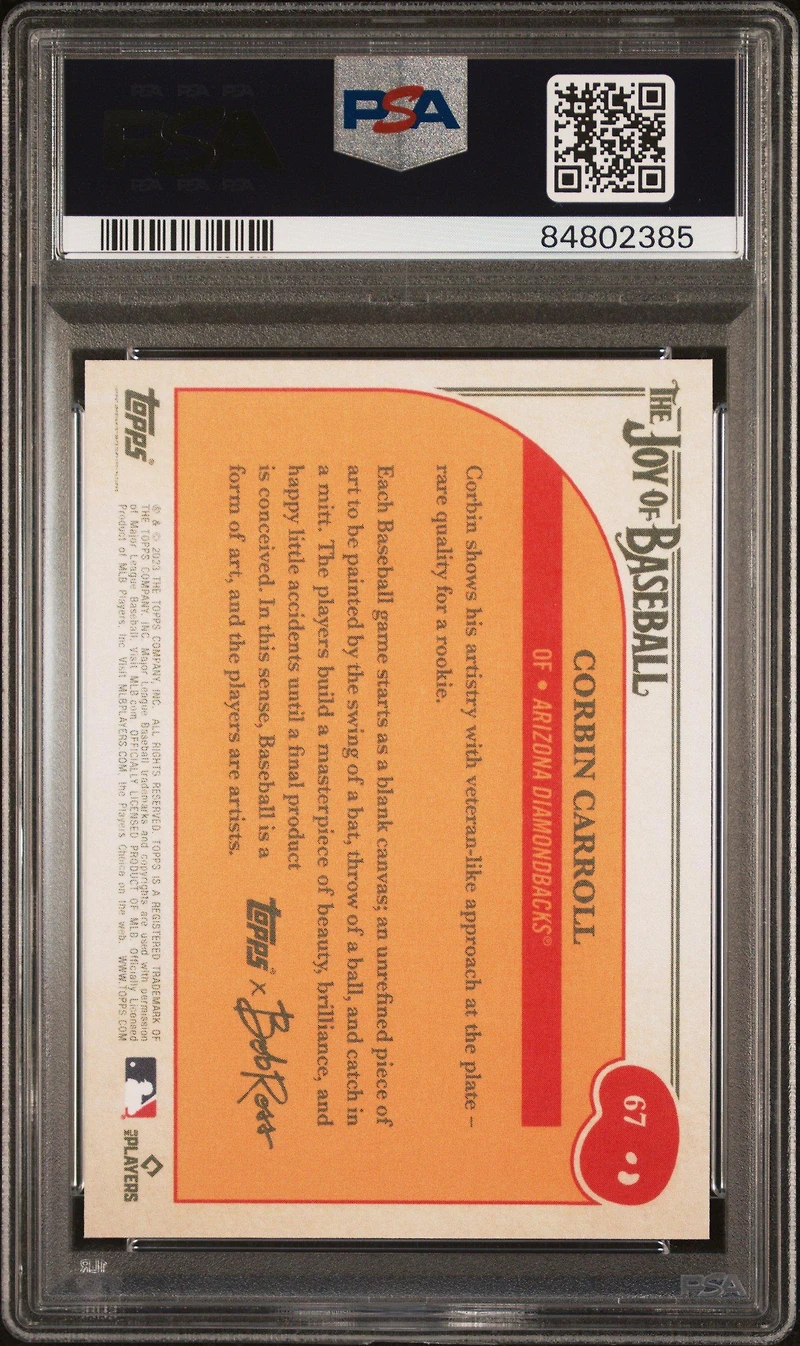 PSA
84802385
THE JOY OF BASEBALL
67
CORBIN CARROLL
OF • ARIZONA DIAMONDBACKS®
Corbin shows his artistry with veteran-like approach at the plate –
rare quality for a rookie.
Each Baseball game starts as a blank canvas; an unrefined piece of
art to be painted by the swing of a bat, throw of a ball, and catch in
a mitt. The players build a masterpiece of beauty, brilliance, and
happy little accidents until a final product
is conceived. In this sense, Baseball is a
form of art, and the players are artists.
topps® x Bob Ross
topps®
® & © 2023 THE TOPPS COMPANY, INC. ALL RIGHTS RESERVED. TOPPS IS A REGISTERED TRADEMARK OF
THE TOPPS COMPANY, INC. Major League Baseball trademarks and copyrights are used with permission
of Major League Baseball. Visit MLB.com. OFFICIALLY LICENSED PRODUCT OF MLB. Officially Licensed
Product of MLB Players, Inc. Visit MLBPLAYERS.COM, the Players Choice on the web. WWW.TOPPS.COM
MLB PLAYERS
PSA